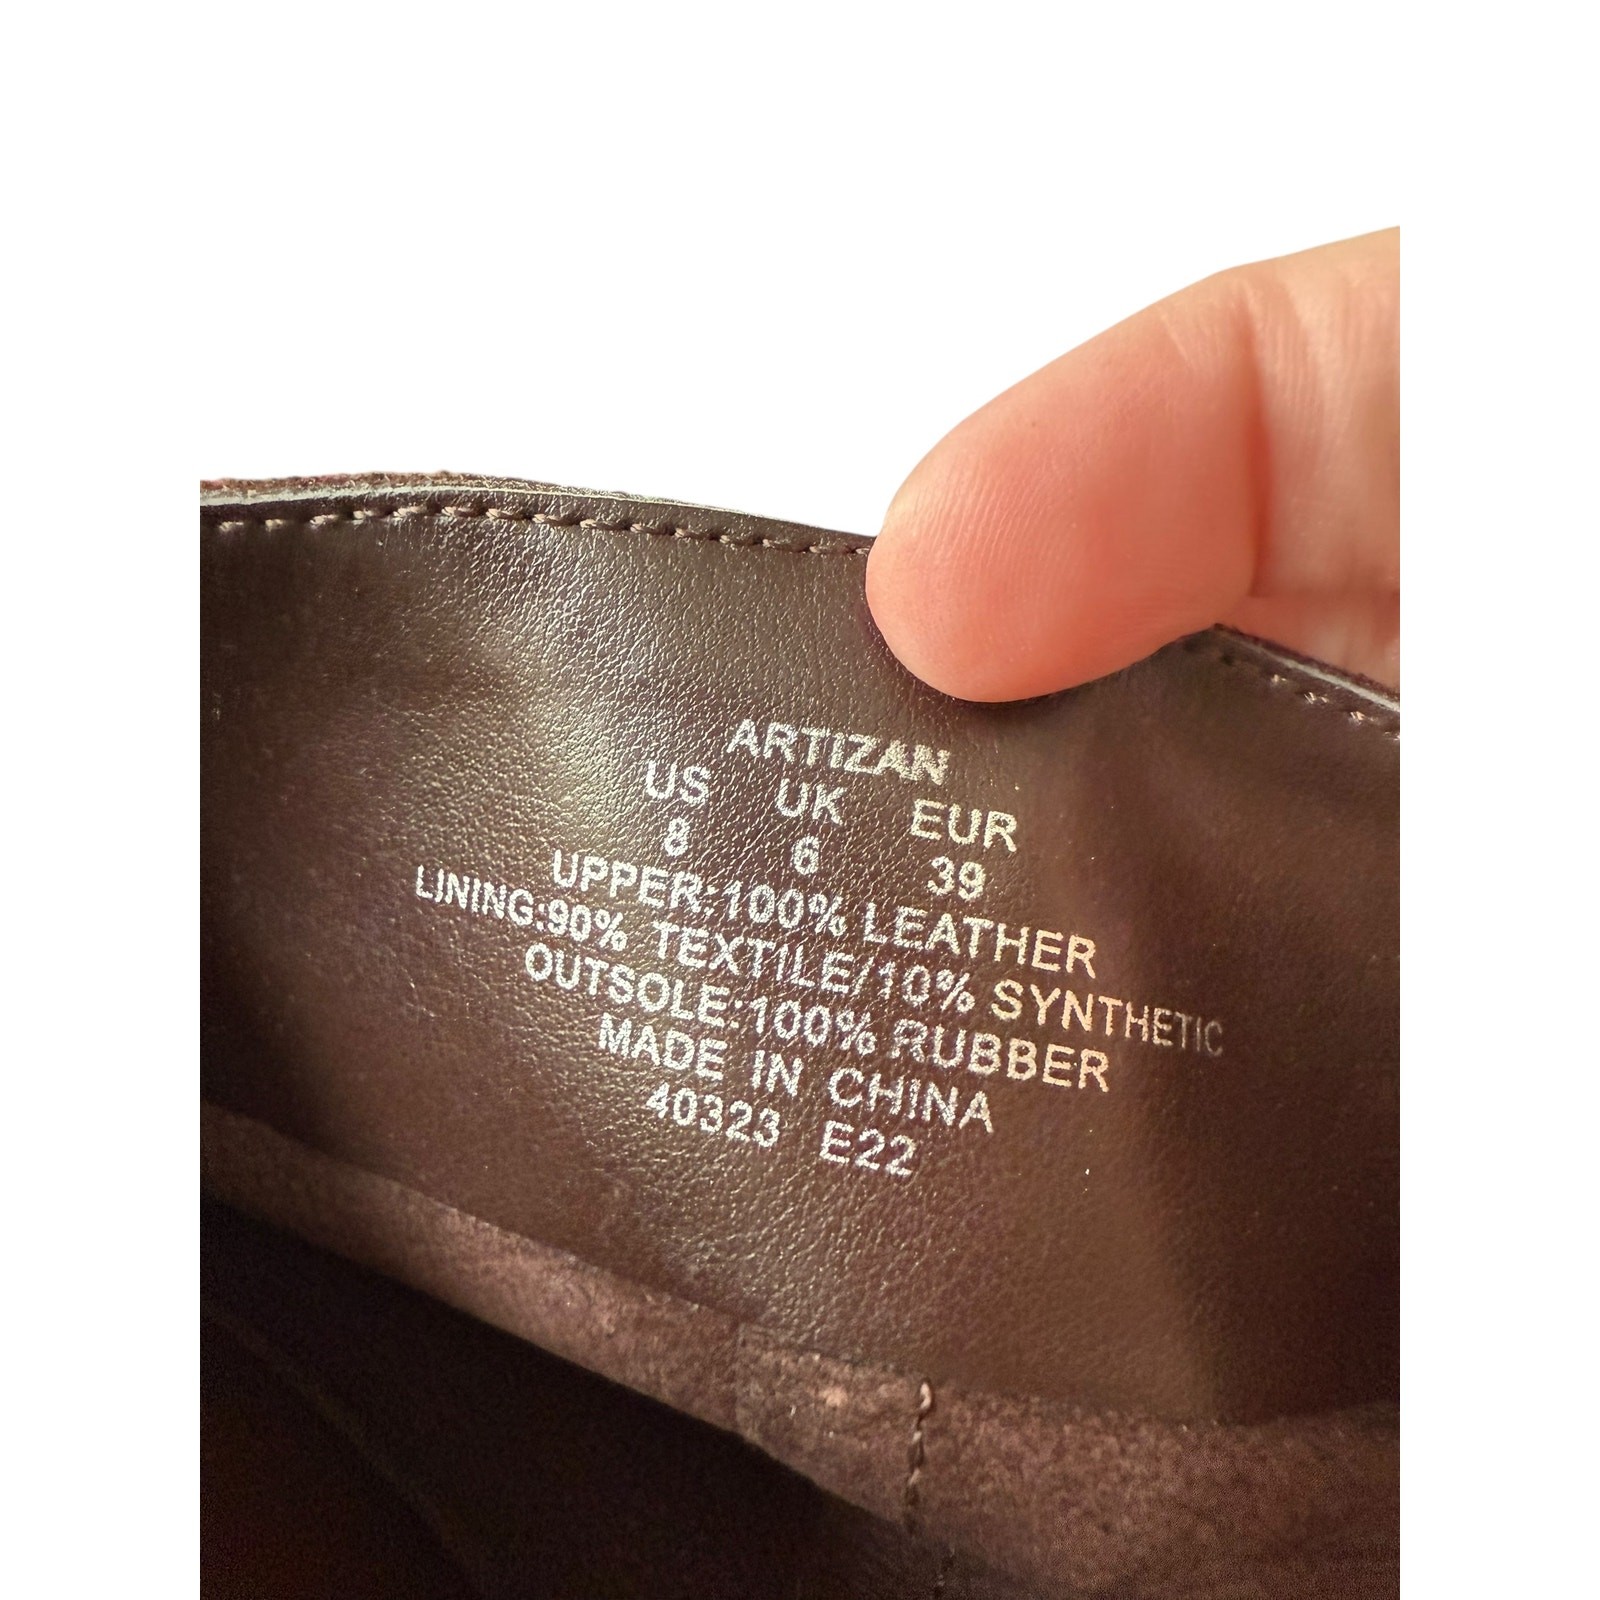 ARTIZAN
US UK EUR
8 6 39
UPPER:100% LEATHER
LINING:90% TEXTILE/10% SYNTHETIC
OUTSOLE:100% RUBBER
MADE IN CHINA
40323 E22